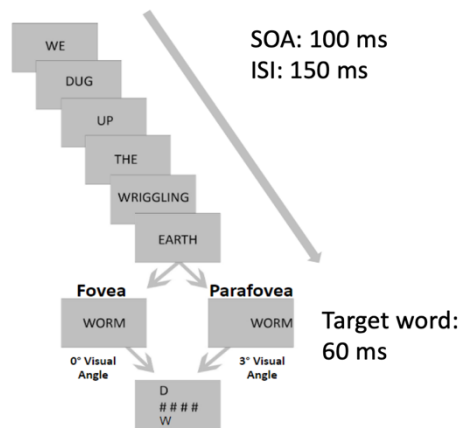 WE
SOA: 100 ms
ISI: 150 ms
DUG
UP
THE
WRIGGLING
EARTH
Fovea
Parafovea
WORM
WORM
Target word:
60 ms
0° Visual
Angle
3° Visual
Angle
D
# # # #
W